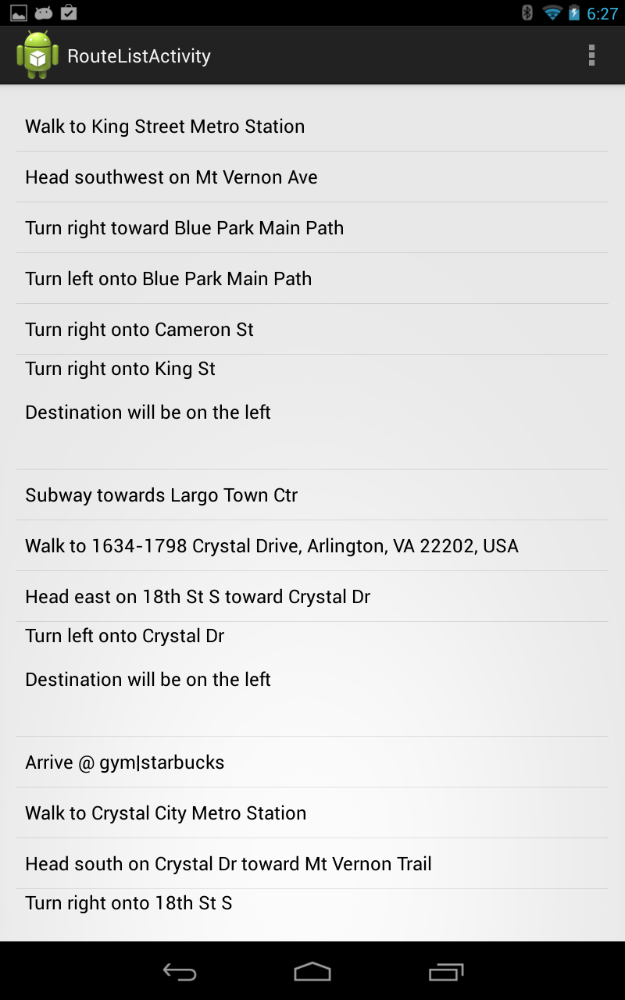 6:27
RouteListActivity
Walk to King Street Metro Station
Head southwest on Mt Vernon Ave
Turn right toward Blue Park Main Path
Turn left onto Blue Park Main Path
Turn right onto Cameron St
Turn right onto King St
Destination will be on the left
Subway towards Largo Town Ctr
Walk to 1634-1798 Crystal Drive, Arlington, VA 22202, USA
Head east on 18th St S toward Crystal Dr
Turn left onto Crystal Dr
Destination will be on the left
Arrive @ gym|starbucks
Walk to Crystal City Metro Station
Head south on Crystal Dr toward Mt Vernon Trail
Turn right onto 18th St S